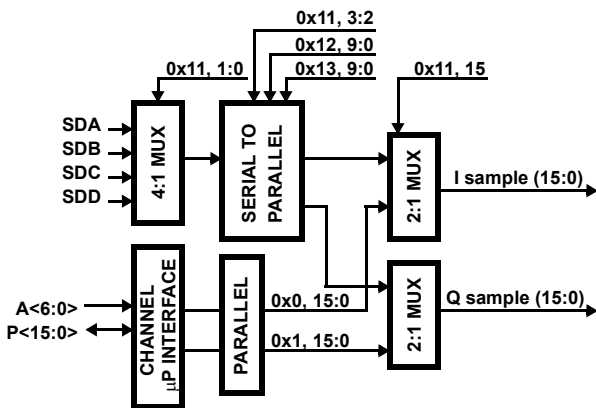 0x11, 3:2
0x12, 9:0
0x11, 1:0
0x13, 9:0
0x11, 15
SDA
SDB
SDC
SDD
4:1 MUX
SERIAL TO
PARALLEL
2:1 MUX
I sample (15:0)
A<6:0>
P<15:0>
CHANNEL
µP INTERFACE
PARALLEL
0x0, 15:0
0x1, 15:0
2:1 MUX
Q sample (15:0)